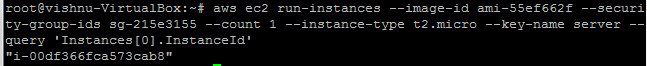 root@vishnu-VirtualBox:~# aws ec2 run-instances --image-id ami-55ef662f --securi
ty-group-ids sg-215e3155 --count 1 --instance-type t2.micro --key-name server --
query 'Instances[0].InstanceId'
"i-00df366fca573cab8"